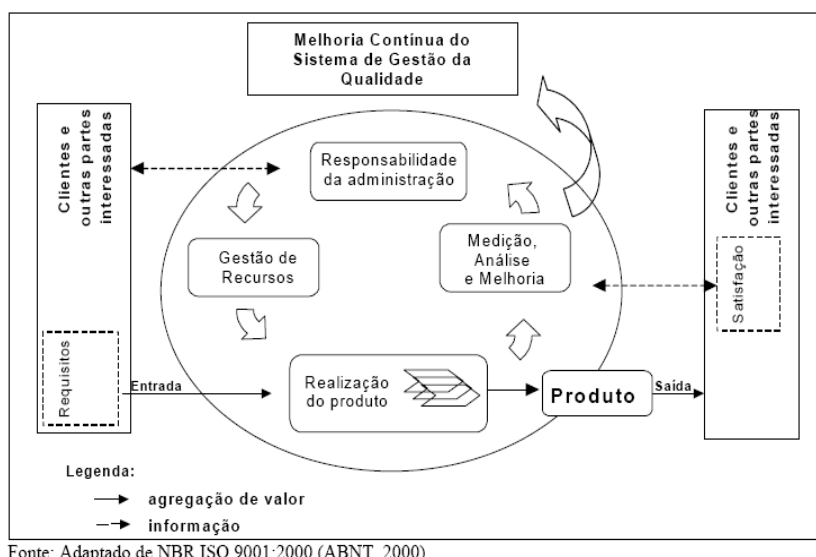 Melhoria Contínua do
Sistema de Gestão da
Qualidade
Clientes e
outras partes
interessadas
Requisitos
Responsabilidade
da administração
Gestão de
Recursos
Medição,
Análise
e Melhoria
Clientes e
outras partes
interessadas
Satisfação
Entrada
Realização
do produto
Produto
Saída
Legenda:
agregação de valor
informação
Fonte: Adaptado de NBR ISO 9001:2000 (ABNT, 2000)